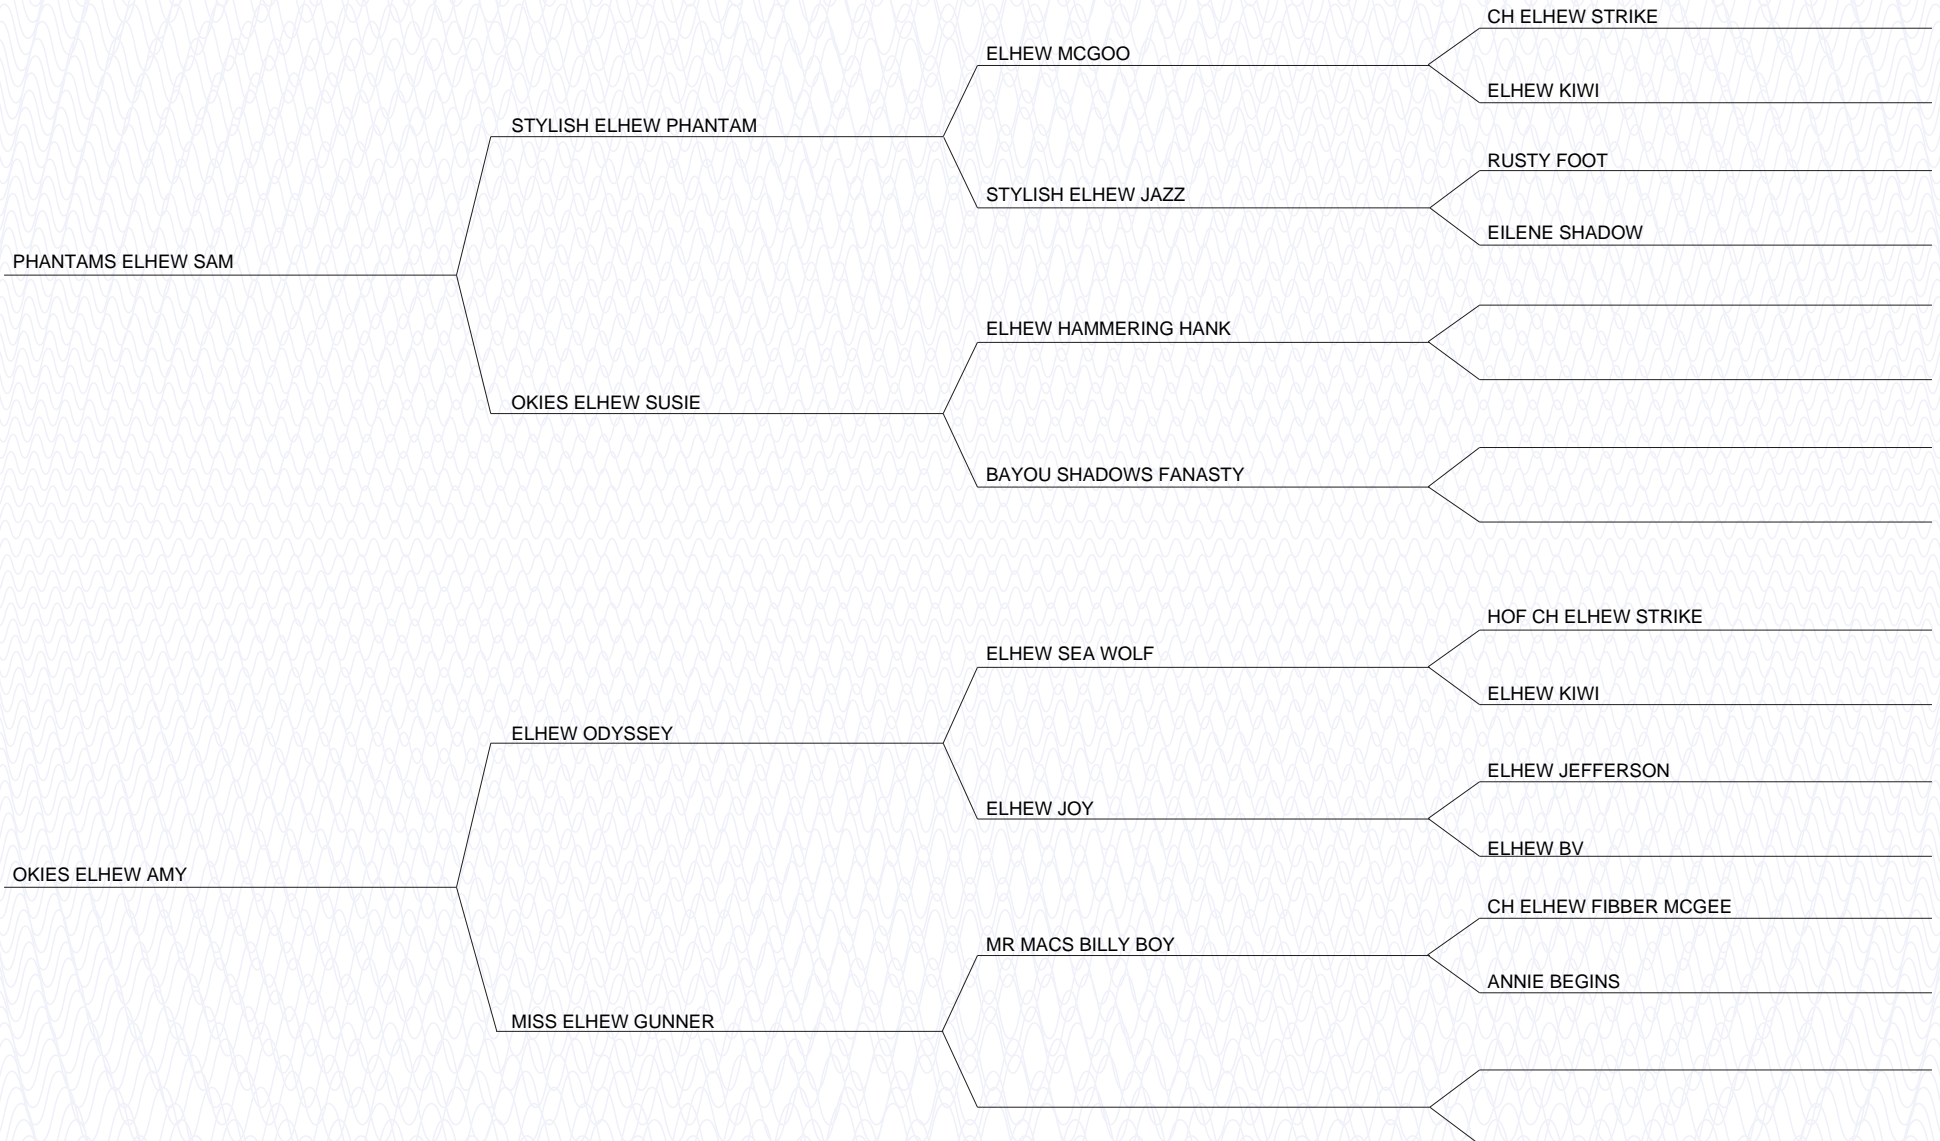 CH ELHEW STRIKE
ELHEW MCGOO
ELHEW KIWI
STYLISH ELHEW PHANTAM
RUSTY FOOT
STYLISH ELHEW JAZZ
EILENE SHADOW
PHANTAMS ELHEW SAM
ELHEW HAMMERING HANK
OKIES ELHEW SUSIE
BAYOU SHADOWS FANASTY
HOF CH ELHEW STRIKE
ELHEW SEA WOLF
ELHEW KIWI
ELHEW ODYSSEY
ELHEW JEFFERSON
ELHEW JOY
ELHEW BV
OKIES ELHEW AMY
CH ELHEW FIBBER MCGEE
MR MACS BILLY BOY
ANNIE BEGINS
MISS ELHEW GUNNER